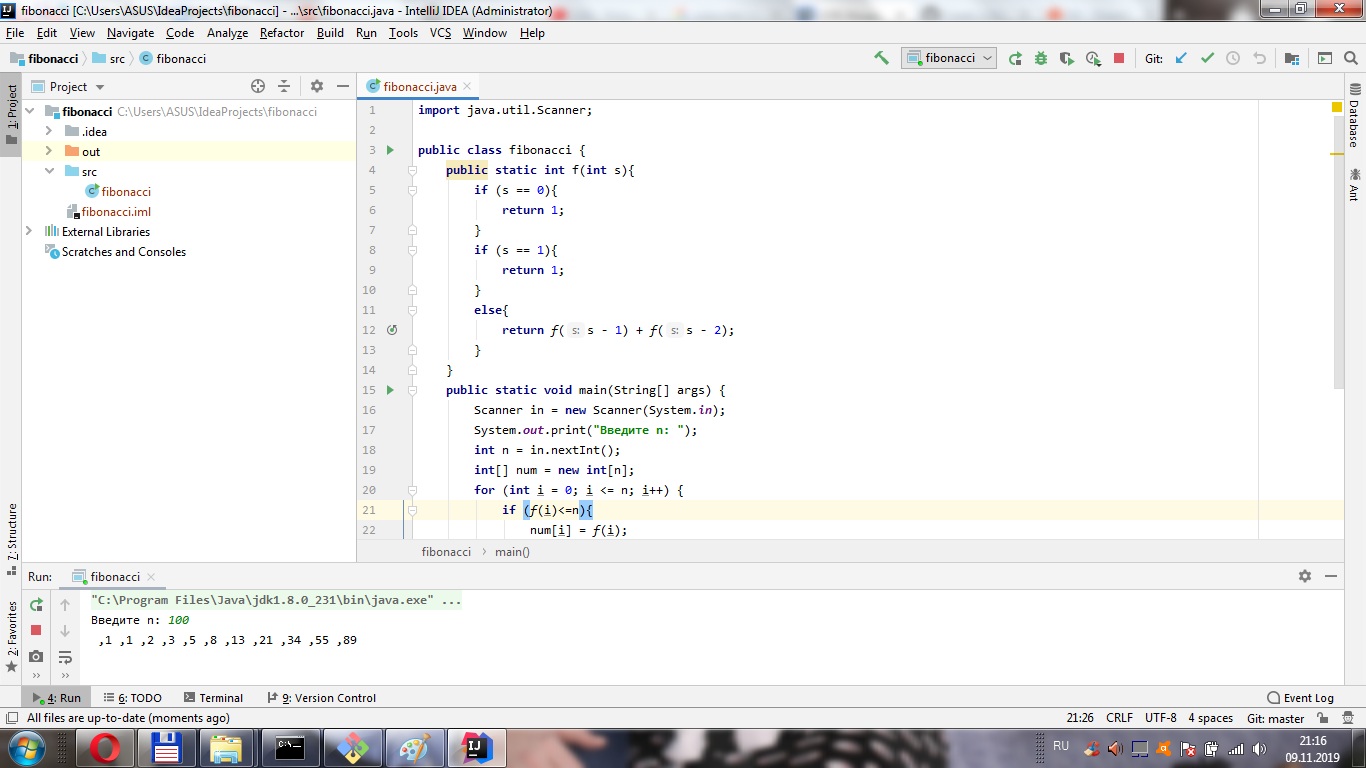 fibonacci [C:\Users\ASUS\IdeaProjects\fibonacci] - ...\src\fibonacci.java - IntelliJ IDEA (Administrator)
File Edit View Navigate Code Analyze Refactor Build Run Tools VCS Window Help
fibonacci src fibonacci
fibonacci Git:
Project
fibonacci.java
1: Project
fibonacci C:\Users\ASUS\IdeaProjects\fibonacci
.idea
out
src
fibonacci
fibonacci.iml
External Libraries
Scratches and Consoles
1 import java.util.Scanner;
2
3 public class fibonacci {
4 public static int f(int s){
5 if (s == 0){
6 return 1;
7 }
8 if (s == 1){
9 return 1;
10 }
11 else{
12 return f( s: s - 1) + f( s: s - 2);
13 }
14 }
15 public static void main(String[] args) {
16 Scanner in = new Scanner(System.in);
17 System.out.print("Введите n: ");
18 int n = in.nextInt();
19 int[] num = new int[n];
20 for (int i = 0; i <= n; i++) {
21 if (f(i)<=n){
22 num[i] = f(i);
fibonacci main()
Database
Ant
7: Structure
2: Favorites
Run: fibonacci
"C:\Program Files\Java\jdk1.8.0_231\bin\java.exe" ...
Введите n: 100
,1 ,1 ,2 ,3 ,5 ,8 ,13 ,21 ,34 ,55 ,89
4: Run 6: TODO Terminal 9: Version Control Event Log
All files are up-to-date (moments ago) 21:26 CRLF UTF-8 4 spaces Git: master
RU 21:16
09.11.2019